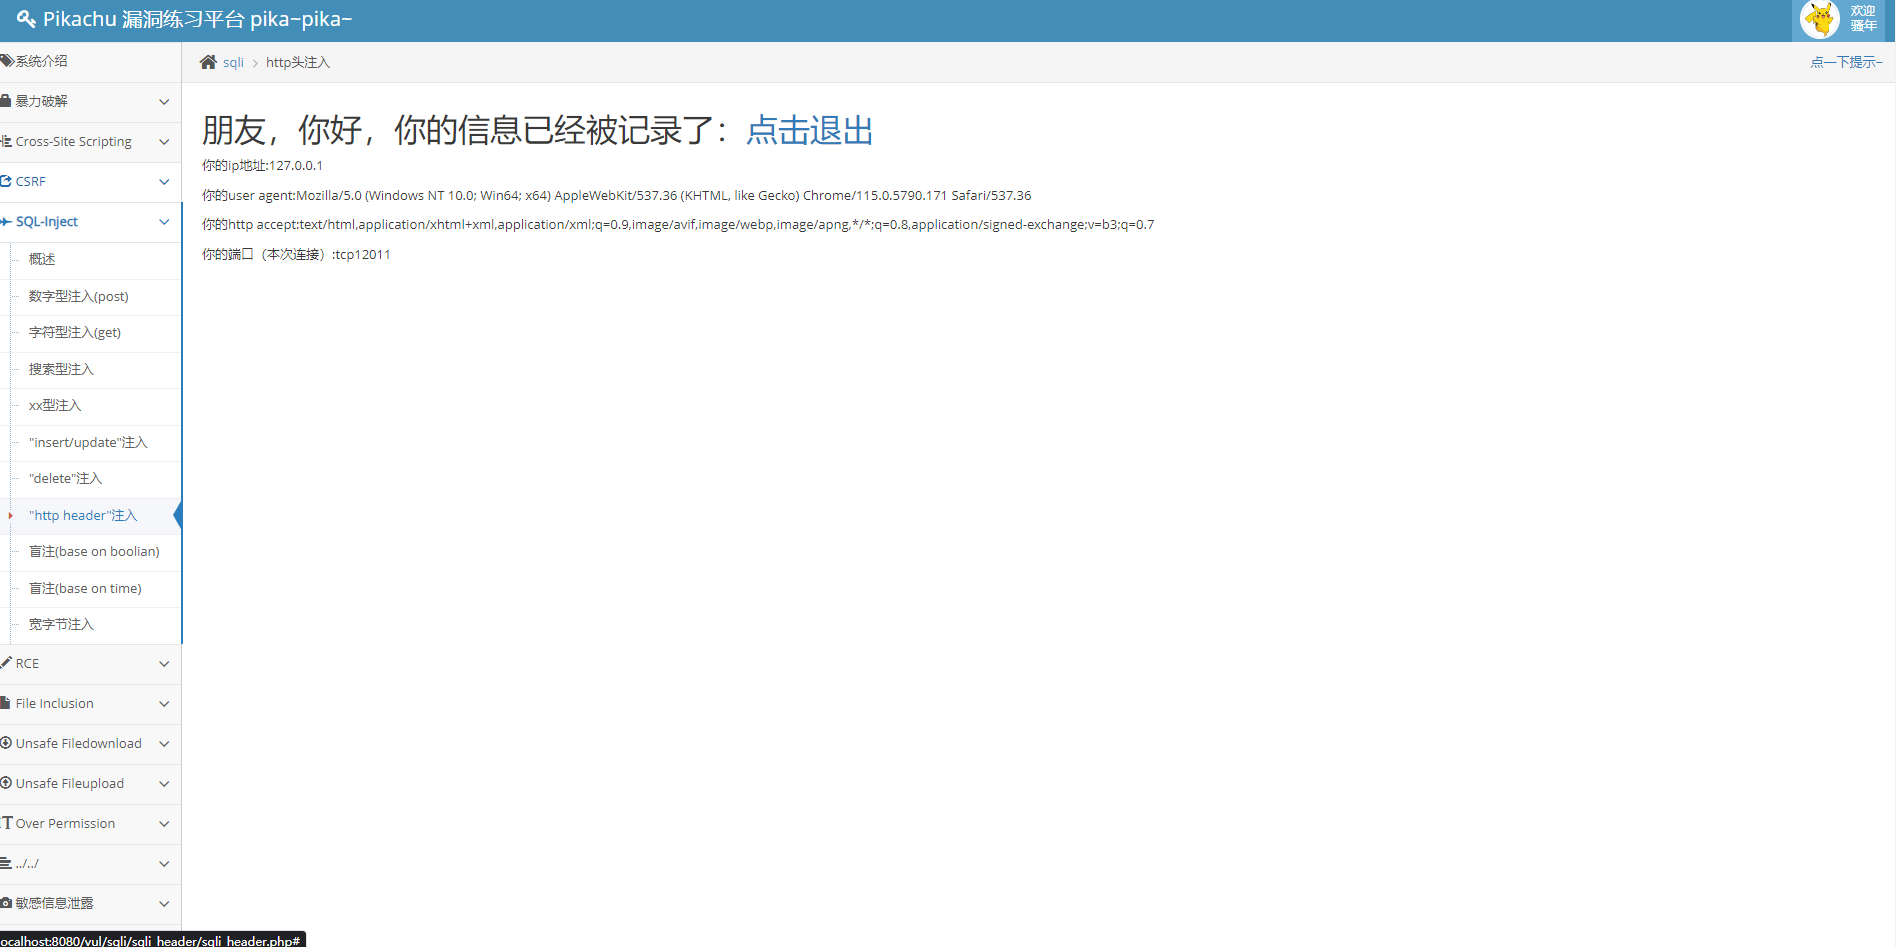 Pikachu 漏洞练习平台 pika~pika~
欢迎
骚年
系统介绍
暴力破解
Cross-Site Scripting
CSRF
SQL-Inject
概述
数字型注入(post)
字符型注入(get)
搜索型注入
xx型注入
"insert/update"注入
"delete"注入
"http header"注入
盲注(base on boolian)
盲注(base on time)
宽字节注入
RCE
File Inclusion
Unsafe Filedownload
Unsafe Fileupload
Over Permission
../../
敏感信息泄露
sqli > http头注入
点一下提示~
朋友，你好，你的信息已经被记录了：点击退出
你的ip地址:127.0.0.1
你的user agent:Mozilla/5.0 (Windows NT 10.0; Win64; x64) AppleWebKit/537.36 (KHTML, like Gecko) Chrome/115.0.5790.171 Safari/537.36
你的http accept:text/html,application/xhtml+xml,application/xml;q=0.9,image/avif,image/webp,image/apng,*/*;q=0.8,application/signed-exchange;v=b3;q=0.7
你的端口（本次连接）:tcp12011
ocalhost:8080/vul/sqli/sqli_header/sqli_header.php#